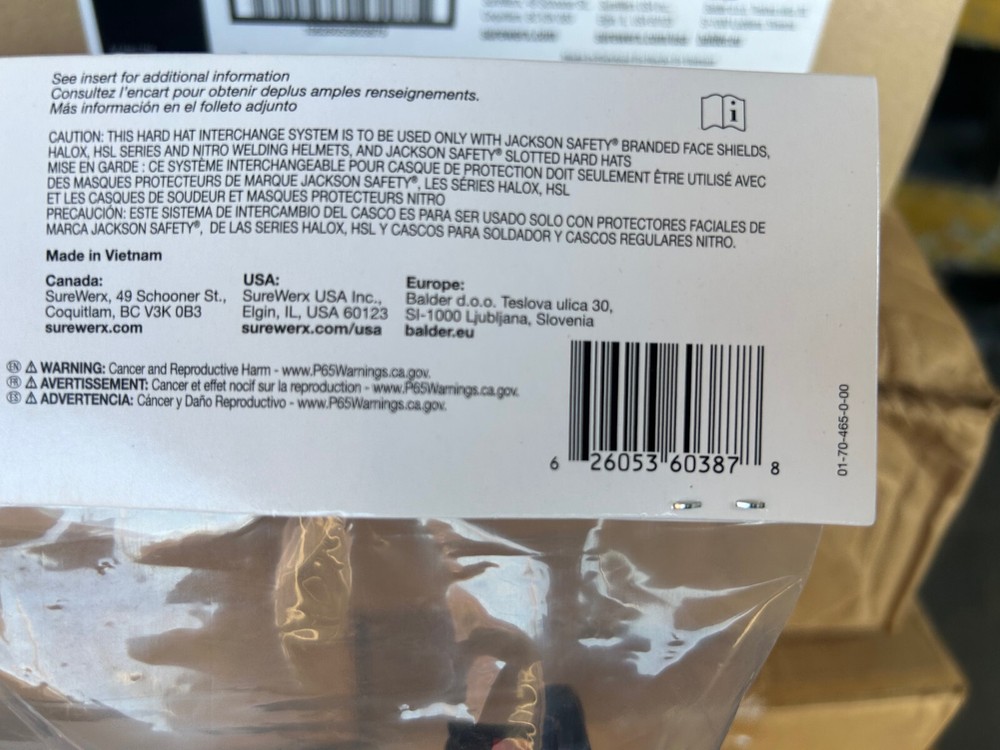 See insert for additional information
Consultez l'encart pour obtenir deplus amples renseignements.
Más información en el folleto adjunto
CAUTION: THIS HARD HAT INTERCHANGE SYSTEM IS TO BE USED ONLY WITH JACKSON SAFETY® BRANDED FACE SHIELDS,
HALOX, HSL SERIES AND NITRO WELDING HELMETS, AND JACKSON SAFETY® SLOTTED HARD HATS
MISE EN GARDE : CE SYSTÈME INTERCHANGEABLE POUR CASQUE DE PROTECTION DOIT SEULEMENT ÊTRE UTILISÉ AVEC
DES MASQUES PROTECTEURS DE MARQUE JACKSON SAFETY®, LES SÉRIES HALOX, HSL
ET LES CASQUES DE SOUDEUR ET MASQUES PROTECTEURS NITRO
PRECAUCIÓN: ESTE SISTEMA DE INTERCAMBIO DEL CASCO ES PARA SER USADO SOLO CON PROTECTORES FACIALES DE
MARCA JACKSON SAFETY®, DE LAS SERIES HALOX, HSL Y CASCOS PARA SOLDADOR Y CASCOS REGULARES NITRO.
Made in Vietnam
Canada:
SureWerx, 49 Schooner St.,
Coquitlam, BC V3K 0B3
surewerx.com
USA:
SureWerx USA Inc.,
Elgin, IL, USA 60123
surewerx.com/usa
Europe:
Balder d.o.o. Teslova ulica 30,
SI-1000 Ljubljana, Slovenia
balder.eu
EN ⚠ WARNING: Cancer and Reproductive Harm - www.P65Warnings.ca.gov.
FR ⚠ AVERTISSEMENT: Cancer et effet nocif sur la reproduction - www.P65Warnings.ca.gov.
ES ⚠ ADVERTENCIA: Cáncer y Daño Reproductivo - www.P65Warnings.ca.gov.
6 26053 60387 8
01-70-465-0-00